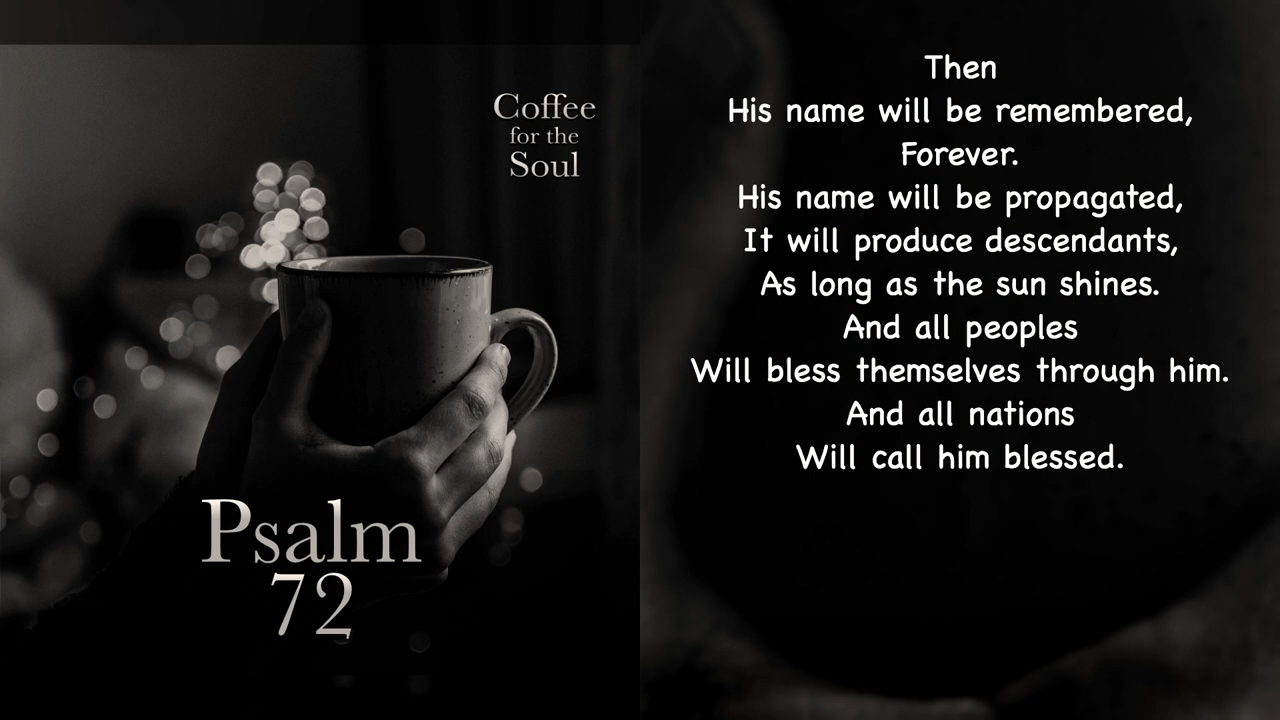 Coffee
for the
Soul
Psalm
72
Then
His name will be remembered,
Forever.
His name will be propagated,
It will produce descendants,
As long as the sun shines.
And all peoples
Will bless themselves through him.
And all nations
Will call him blessed.